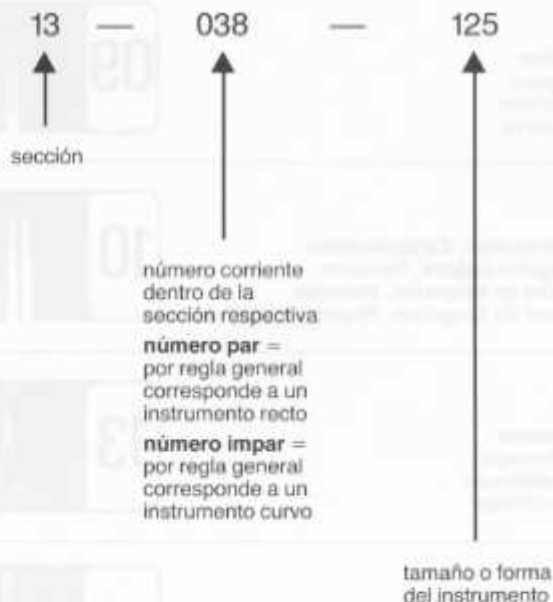 13 — 038 — 125
sección
número corriente
dentro de la
sección respectiva
número par =
por regla general
corresponde a un
instrumento recto
número impar =
por regla general
corresponde a un
instrumento curvo
tamaño o forma
del instrumento